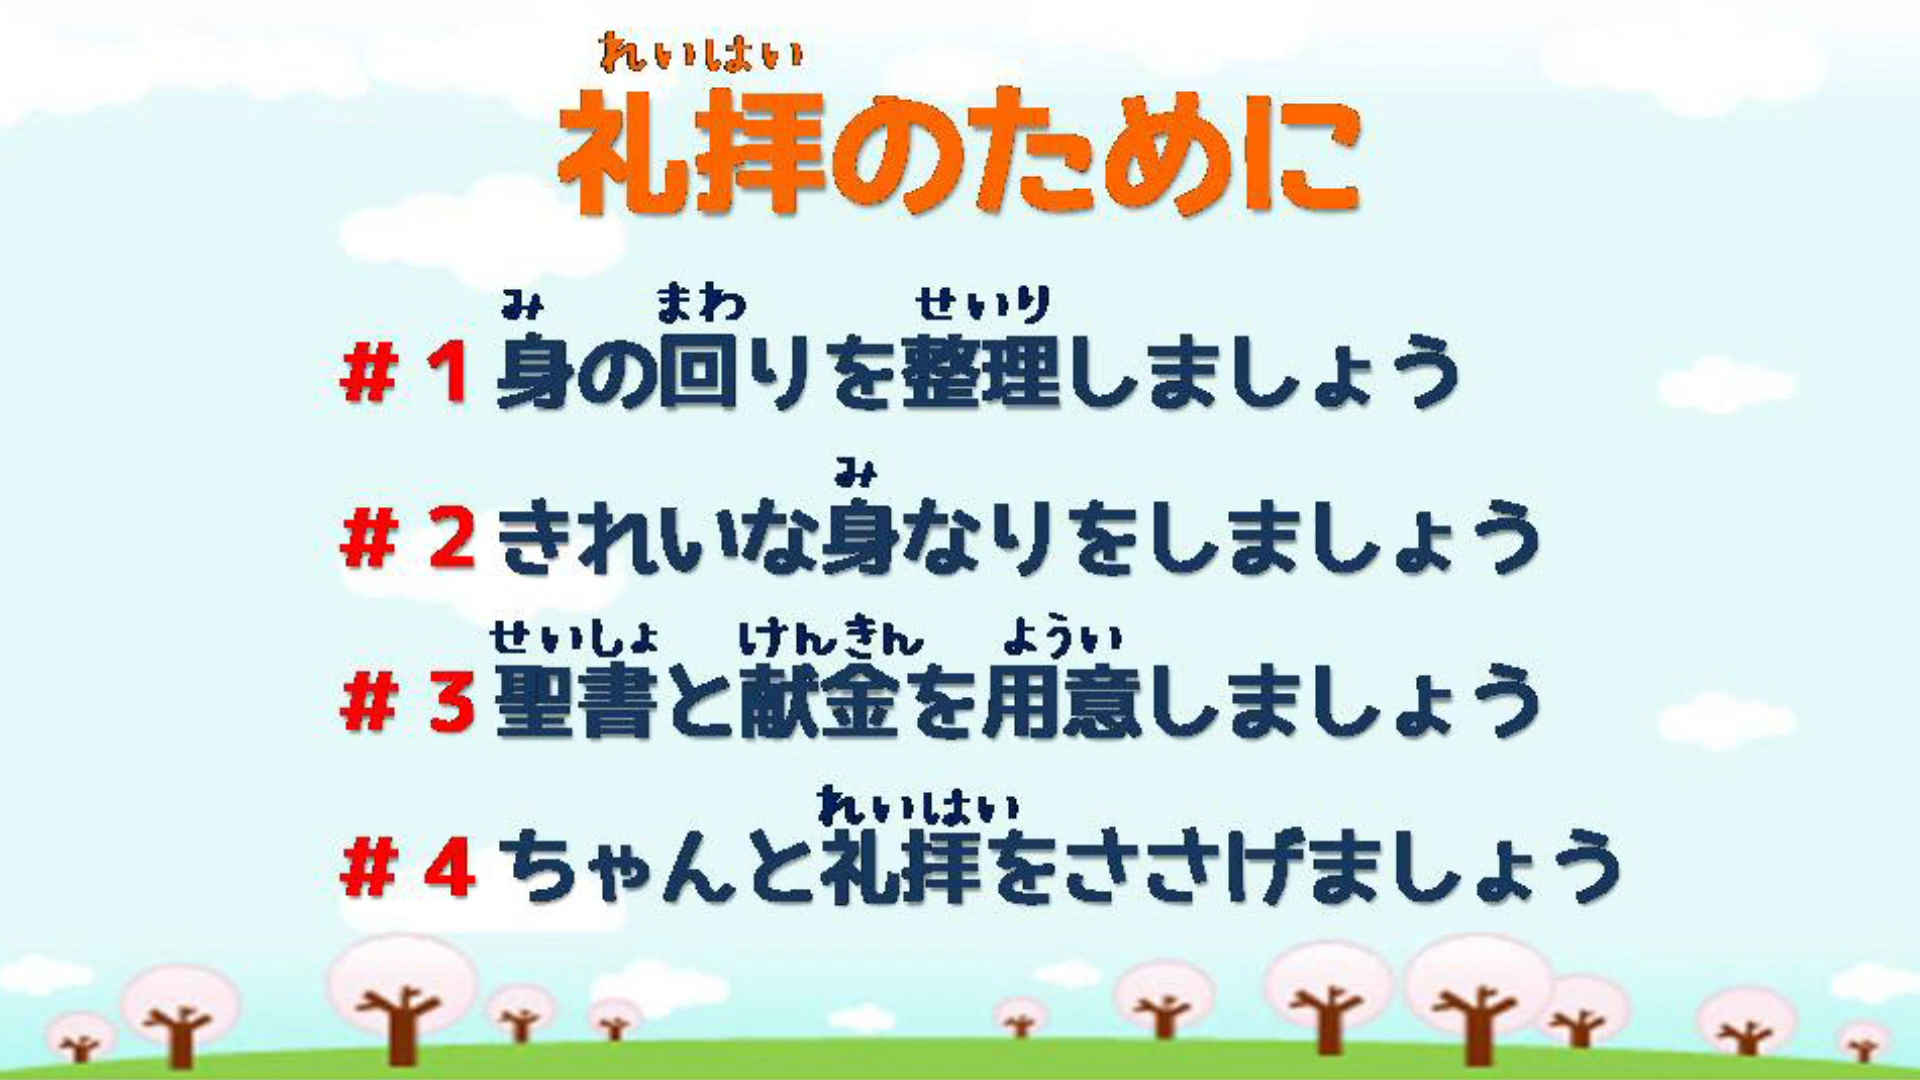 れいはい
礼拝のために
み まわ せいり
#1 身の回りを整理しましょう
み
#2 きれいな身なりをしましょう
せいしょ けんきん ようい
#3 聖書と献金を用意しましょう
れいはい
#4 ちゃんと礼拝をささげましょう